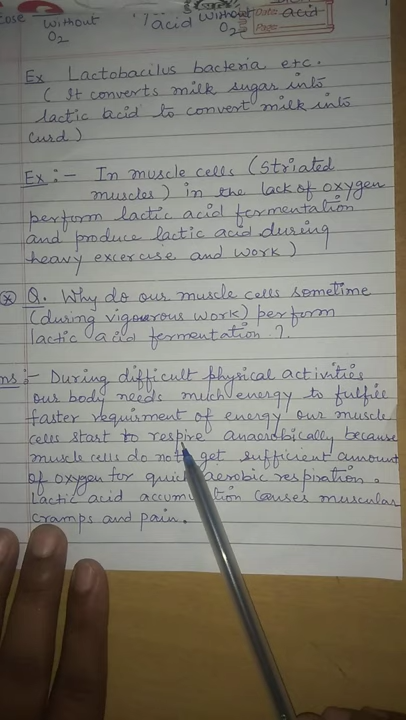 cose without acid without acid
O2 O2
Date:
Page:
Ex Lactobacilus bacteria etc.
( It converts milk sugar into
lactic acid to convert milk into
curd )
Ex :- In muscle cells (striated
muscles) in the lack of oxygen
perform lactic acid fermentation
and produce lactic acid during
heavy excercise and work )
Q. Why do our muscle cells sometime
(during vigourous work) perform
lactic acid fermentation ?
ns :- During difficult physical activities
our body needs much energy to fulfill
faster requirment of energy our muscle
cells start to respire anaerobically because
muscle cells do not get sufficient amount
of oxygen for quick aerobic respiration.
lactic acid accumulation causes muscular
cramps and pain.